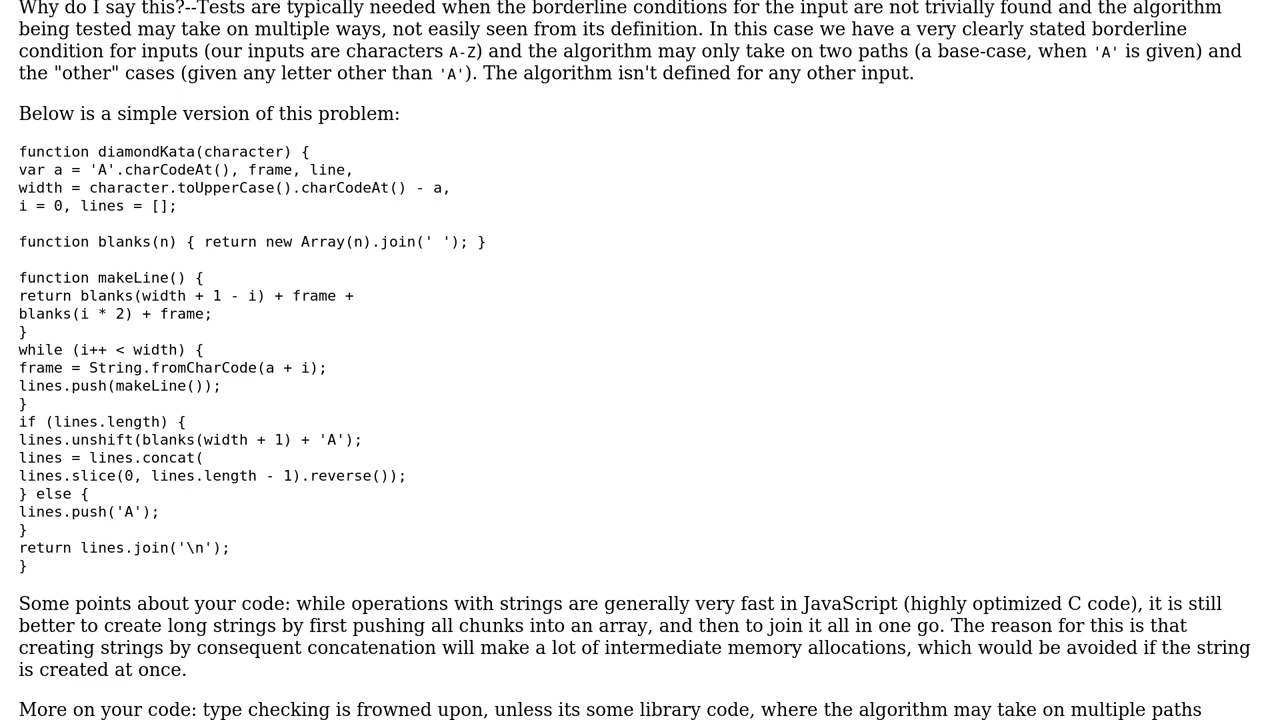 Why do I say this?--Tests are typically needed when the borderline conditions for the input are not trivially found and the algorithm
being tested may take on multiple ways, not easily seen from its definition. In this case we have a very clearly stated borderline
condition for inputs (our inputs are characters A-Z) and the algorithm may only take on two paths (a base-case, when 'A' is given) and
the "other" cases (given any letter other than 'A'). The algorithm isn't defined for any other input.
Below is a simple version of this problem:
function diamondKata(character) {
var a = 'A'.charCodeAt(), frame, line,
width = character.toUpperCase().charCodeAt() - a,
i = 0, lines = [];
function blanks(n) { return new Array(n).join(' '); }
function makeLine() {
return blanks(width + 1 - i) + frame +
blanks(i * 2) + frame;
}
while (i++ < width) {
frame = String.fromCharCode(a + i);
lines.push(makeLine());
}
if (lines.length) {
lines.unshift(blanks(width + 1) + 'A');
lines = lines.concat(
lines.slice(0, lines.length - 1).reverse());
} else {
lines.push('A');
}
return lines.join('\n');
}
Some points about your code: while operations with strings are generally very fast in JavaScript (highly optimized C code), it is still
better to create long strings by first pushing all chunks into an array, and then to join it all in one go. The reason for this is that
creating strings by consequent concatenation will make a lot of intermediate memory allocations, which would be avoided if the string
is created at once.
More on your code: type checking is frowned upon, unless its some library code, where the algorithm may take on multiple paths